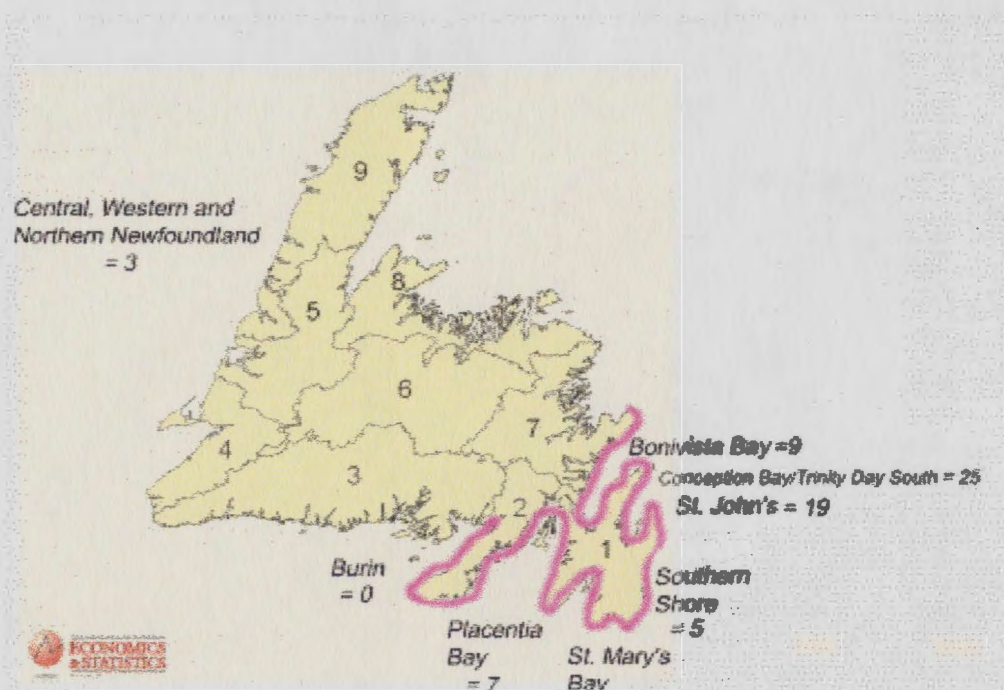 9
Central, Western and
Northern Newfoundland
= 3
8
5
6
7
Bonivista Bay =9
4
Conception Bay/Trinity Day South = 25
3
St. John's = 19
2
1
Burin
= 0
Southern
Shore
= 5
Placentia
Bay
= 7
St. Mary's
Bay
ECONOMICS
&STATISTICS